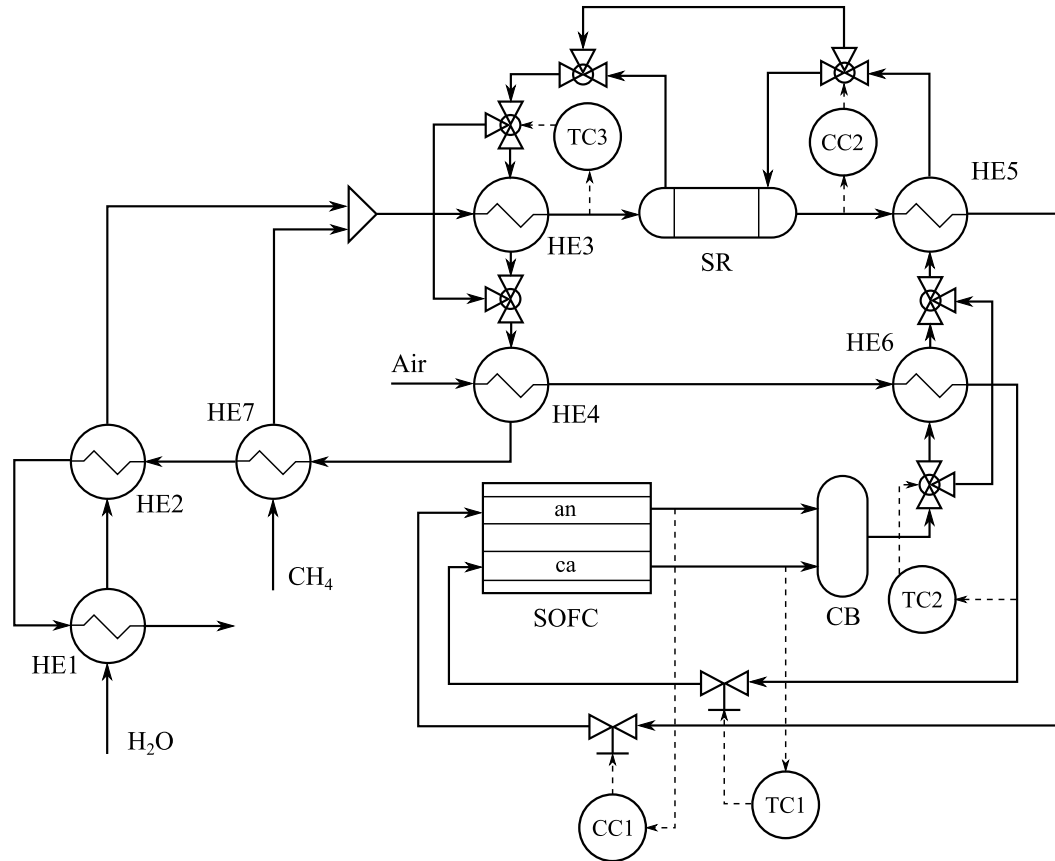 TC3
CC2
HE5
HE3
SR
Air
HE6
HE7
HE4
HE2
an
CH₄
ca
SOFC
CB
TC2
HE1
H₂O
CC1
TC1